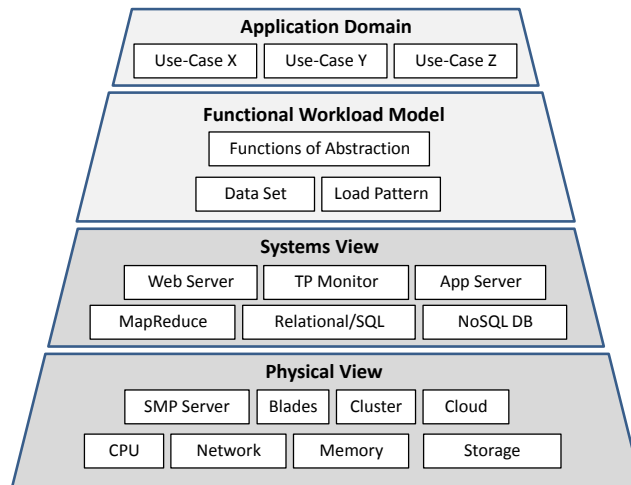 Application Domain
Use-Case X Use-Case Y Use-Case Z
Functional Workload Model
Functions of Abstraction
Data Set Load Pattern
Systems View
Web Server TP Monitor App Server
MapReduce Relational/SQL NoSQL DB
Physical View
SMP Server Blades Cluster Cloud
CPU Network Memory Storage